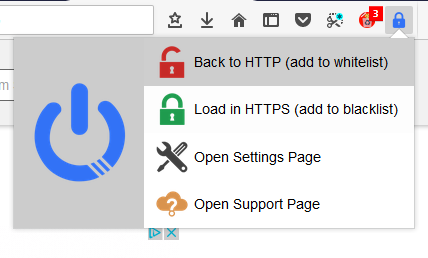 3
Back to HTTP (add to whitelist)
m
Load in HTTPS (add to blacklist)
Open Settings Page
Open Support Page